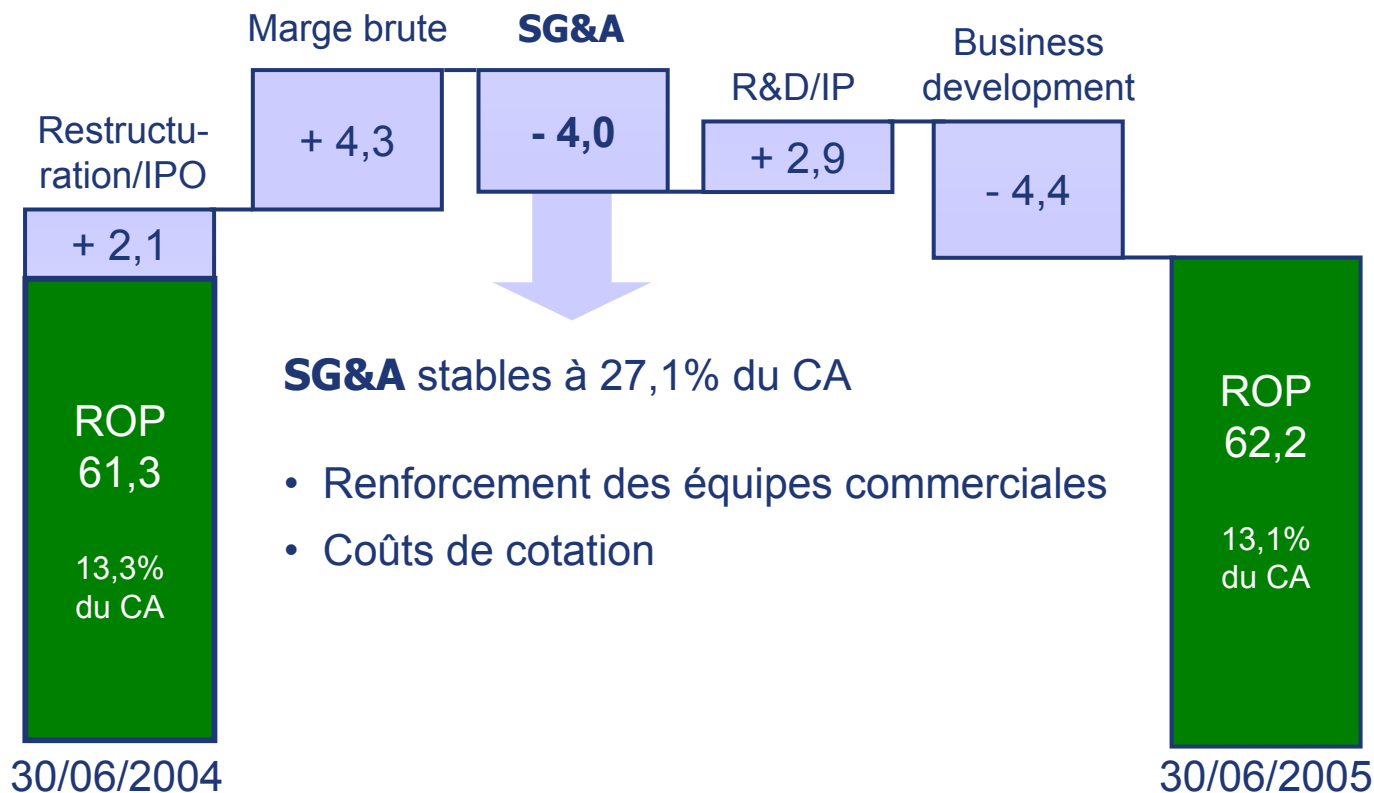 Marge brute
SG&A
Business
development
R&D/IP
Restructu-
ration/IPO
+ 4,3
- 4,0
+ 2,9
- 4,4
+ 2,1
SG&A stables à 27,1% du CA
• Renforcement des équipes commerciales
• Coûts de cotation
ROP
61,3
13,3%
du CA
ROP
62,2
13,1%
du CA
30/06/2004
30/06/2005